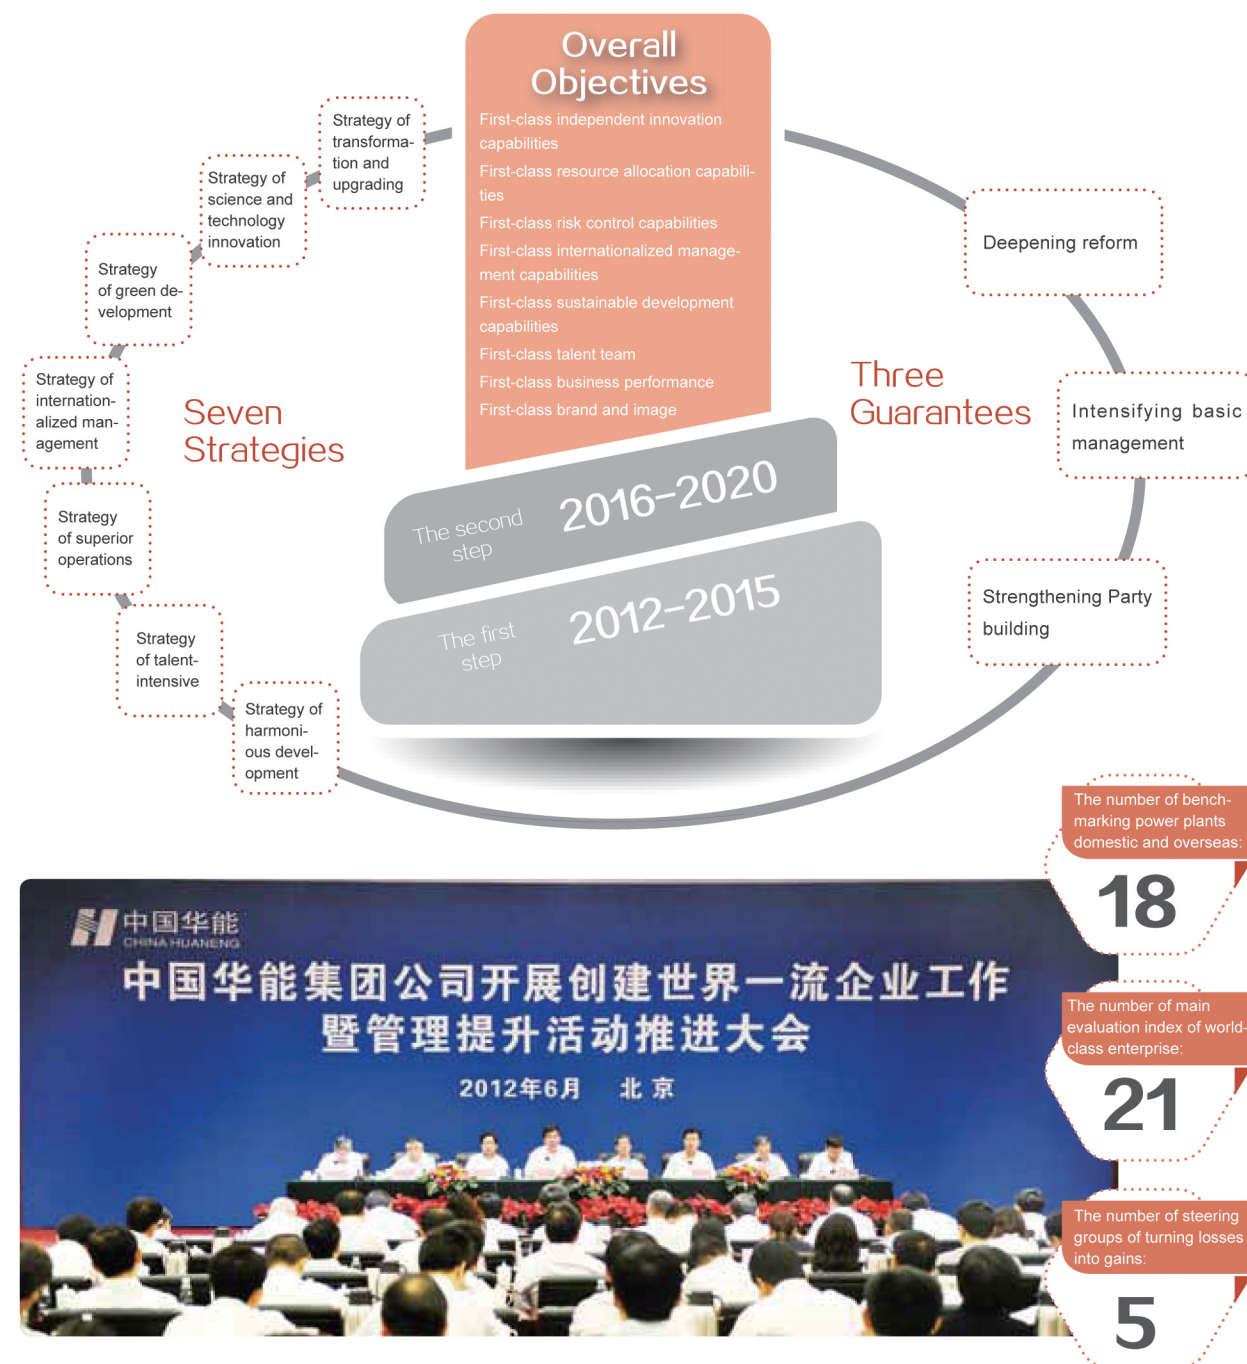 Overall
Objectives
First-class independent innovation
capabilities
First-class resource allocation capabili-
ties
First-class risk control capabilities
First-class internationalized manage-
ment capabilities
First-class sustainable development
capabilities
First-class talent team
First-class business performance
First-class brand and image
The second
step
2016-2020
The first
step
2012-2015
Seven
Strategies
Strategy of
transforma-
tion and
upgrading
Strategy of
science and
technology
innovation
Strategy
of green de-
velopment
Strategy of
internation-
alized man-
agement
Strategy
of superior
operations
Strategy
of talent-
intensive
Strategy of
harmoni-
ous devel-
opment
Three
Guarantees
Deepening reform
Intensifying basic
management
Strengthening Party
building
中国华能
CHINA HUANENG
中国华能集团公司开展创建世界一流企业工作
暨管理提升活动推进大会
2012年6月 北京
The number of bench-
marking power plants
domestic and overseas:
18
The number of main
evaluation index of world-
class enterprise:
21
The number of steering
groups of turning losses
into gains:
5